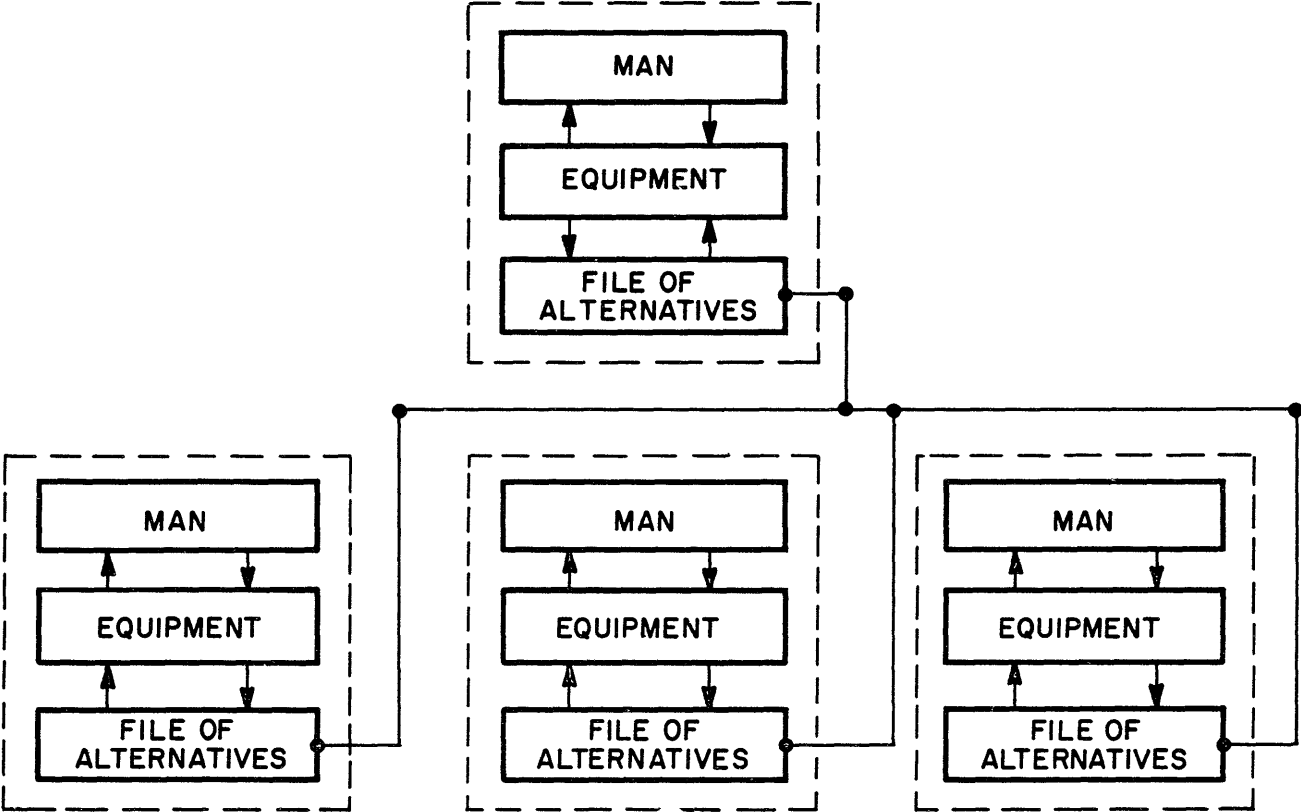 MAN
EQUIPMENT
FILE OF
ALTERNATIVES
MAN
EQUIPMENT
FILE OF
ALTERNATIVES
MAN
EQUIPMENT
FILE OF
ALTERNATIVES
MAN
EQUIPMENT
FILE OF
ALTERNATIVES